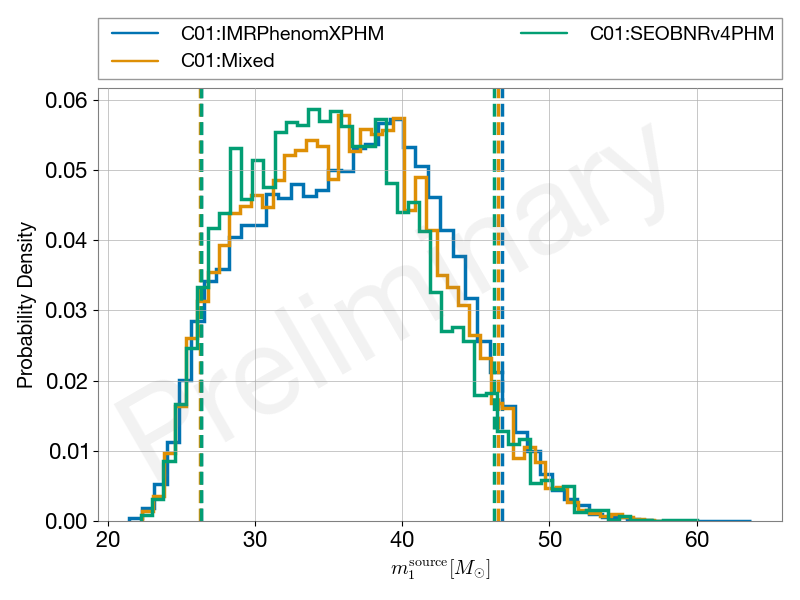 C01:IMRPhenomXPHM
C01:Mixed
C01:SEOBNRv4PHM
0.06
0.05
0.04
0.03
0.02
0.01
0.00
Probability Density
Preliminary
20 30 40 50 60
m₁^source [M⊙]